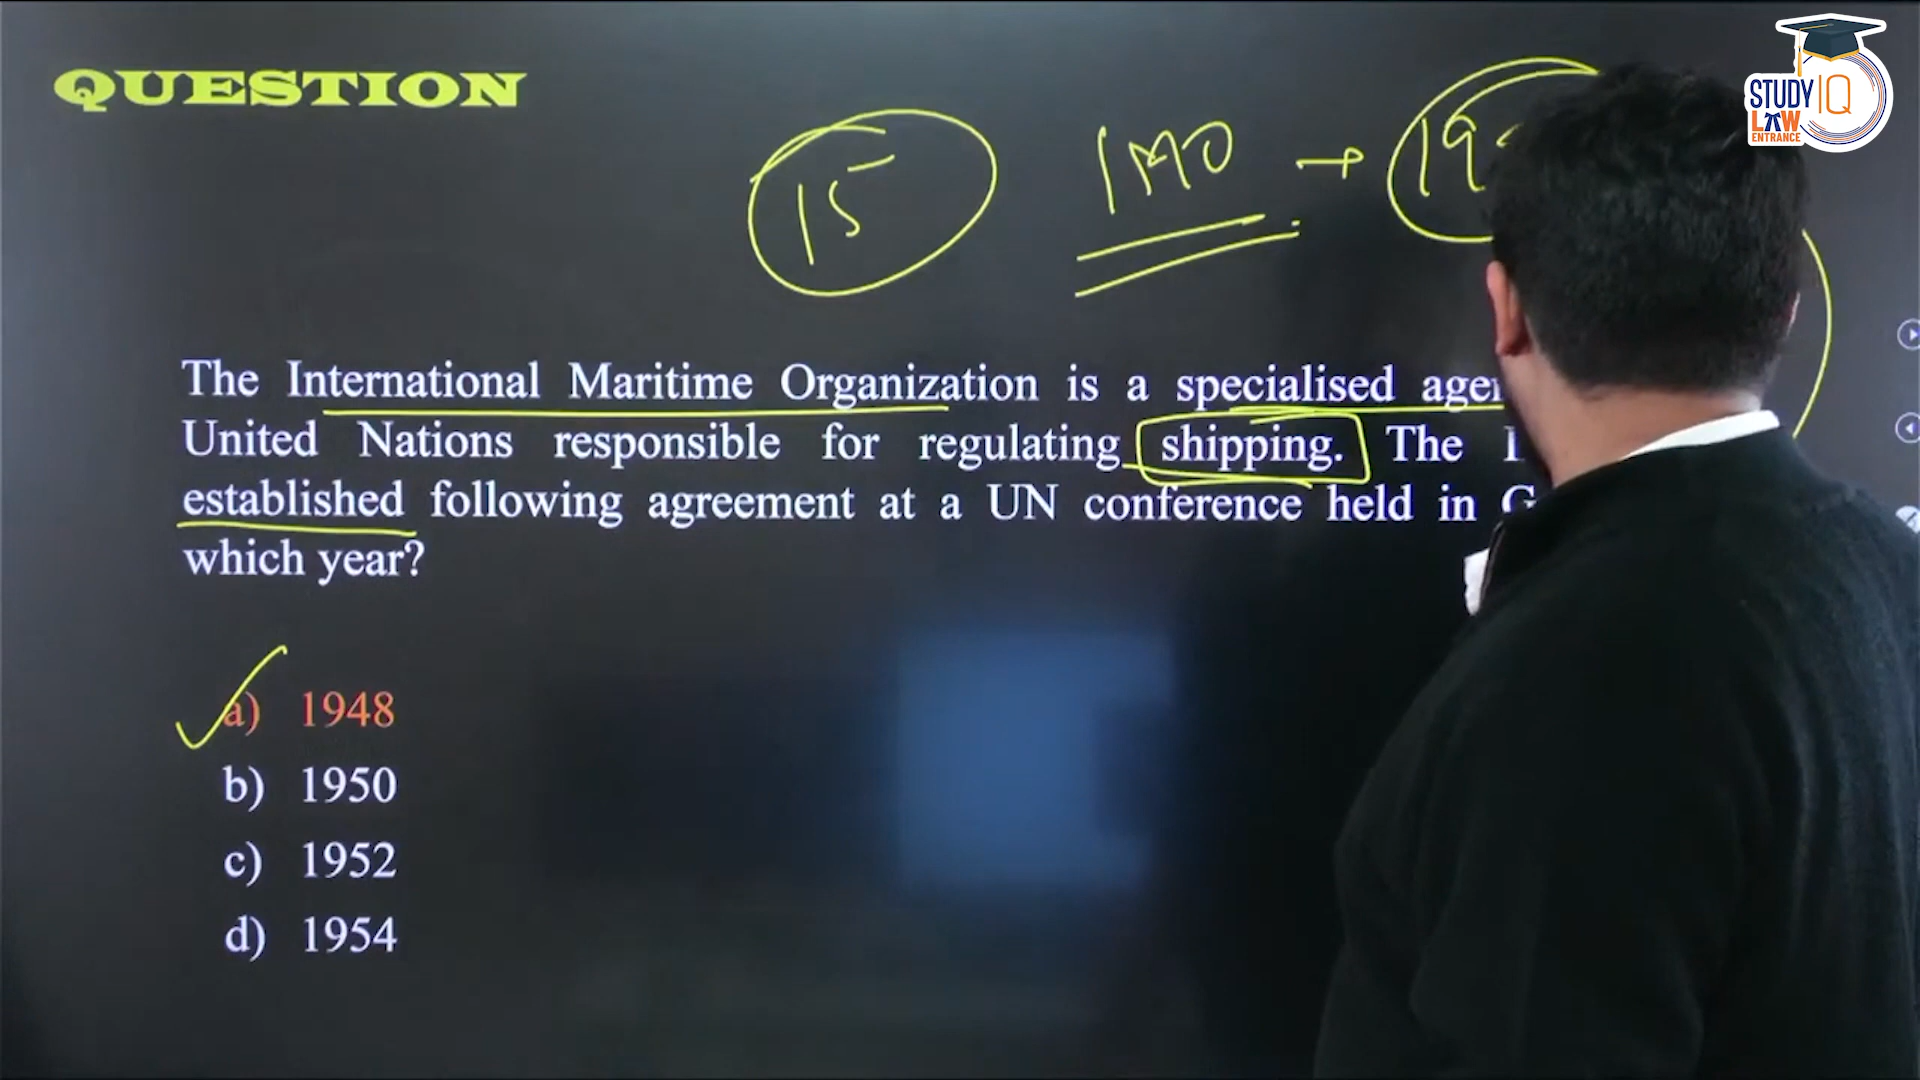 QUESTION
STUDY IQ
LAW
ENTRANCE
15
IMO → 19
The International Maritime Organization is a specialised
United Nations responsible for regulating shipping. The
established following agreement at a UN conference held in
which year?
a) 1948
b) 1950
c) 1952
d) 1954